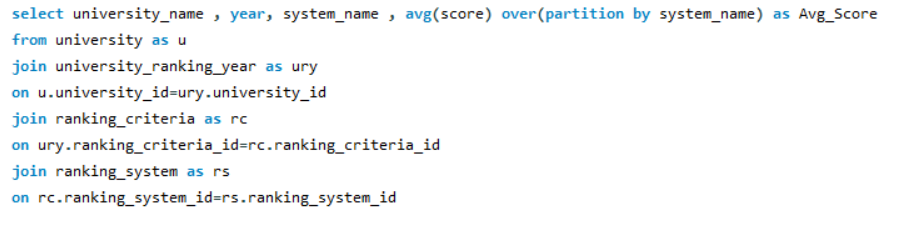 select university_name , year, system_name , avg(score) over(partition by system_name) as Avg_Score
from university as u
join university_ranking_year as ury
on u.university_id=ury.university_id
join ranking_criteria as rc
on ury.ranking_criteria_id=rc.ranking_criteria_id
join ranking_system as rs
on rc.ranking_system_id=rs.ranking_system_id